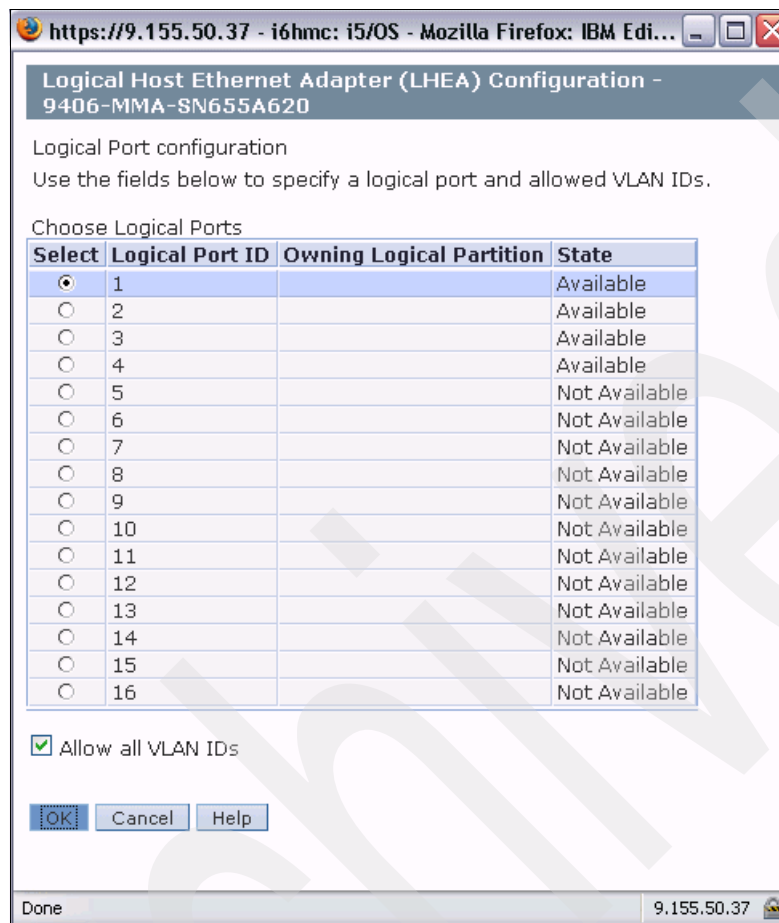 https://9.155.50.37 - i6hmc: i5/OS - Mozilla Firefox: IBM Edi...
Logical Host Ethernet Adapter (LHEA) Configuration -
9406-MMA-SN655A620
Logical Port configuration
Use the fields below to specify a logical port and allowed VLAN IDs.
Choose Logical Ports
Select Logical Port ID Owning Logical Partition State
1 Available
2 Available
3 Available
4 Available
5 Not Available
6 Not Available
7 Not Available
8 Not Available
9 Not Available
10 Not Available
11 Not Available
12 Not Available
13 Not Available
14 Not Available
15 Not Available
16 Not Available
Allow all VLAN IDs
OK Cancel Help
Done 9.155.50.37